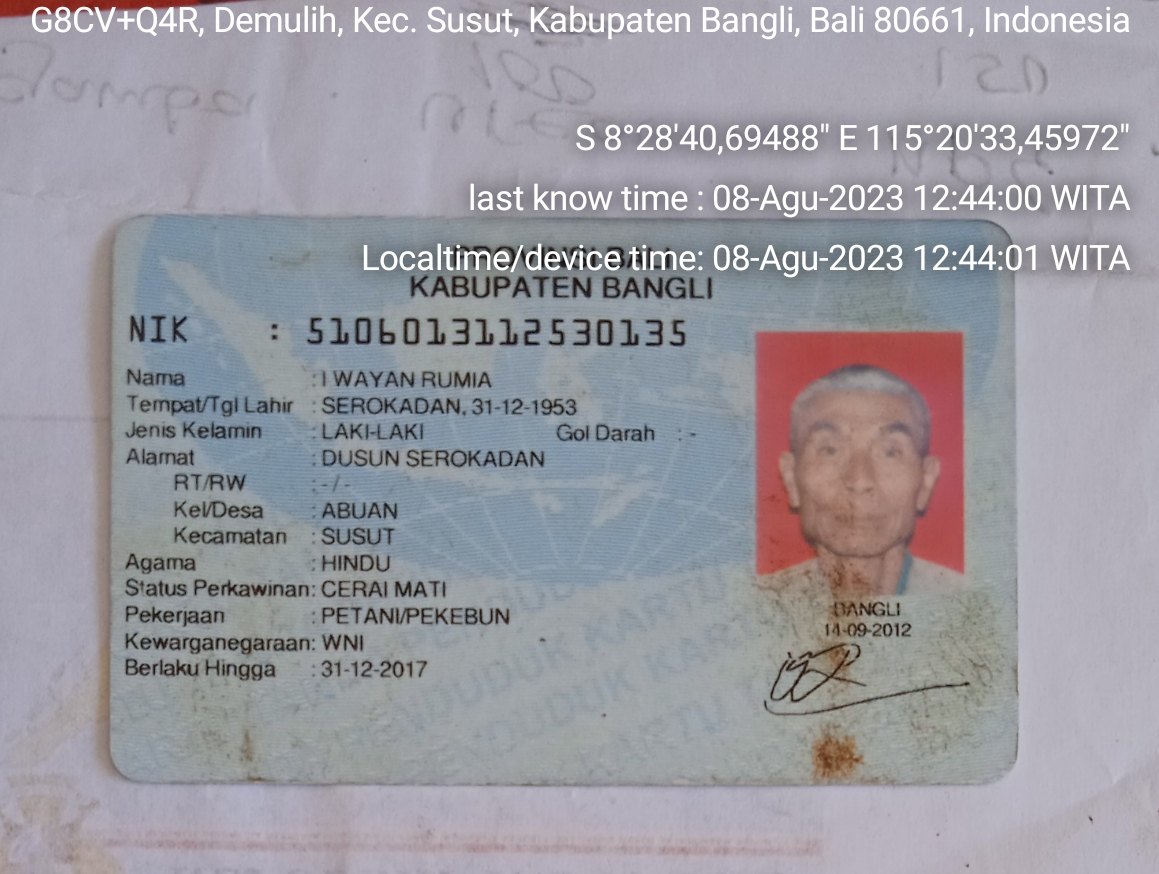 G8CV+Q4R, Demulih, Kec. Susut, Kabupaten Bangli, Bali 80661, Indonesia
S 8°28'40,69488" E 115°20'33,45972"
last know time : 08-Agu-2023 12:44:00 WITA
Localtime/device time: 08-Agu-2023 12:44:01 WITA
PROVINSI BALI
KABUPATEN BANGLI
NIK : 5106013112530135
Nama : I WAYAN RUMIA
Tempat/Tgl Lahir : SEROKADAN, 31-12-1953
Jenis Kelamin : LAKI-LAKI Gol Darah : -
Alamat : DUSUN SEROKADAN
RT/RW : - / -
Kel/Desa : ABUAN
Kecamatan : SUSUT
Agama : HINDU
Status Perkawinan: CERAI MATI
Pekerjaan : PETANI/PEKEBUN
Kewarganegaraan: WNI
Berlaku Hingga : 31-12-2017
BANGLI
14-09-2012